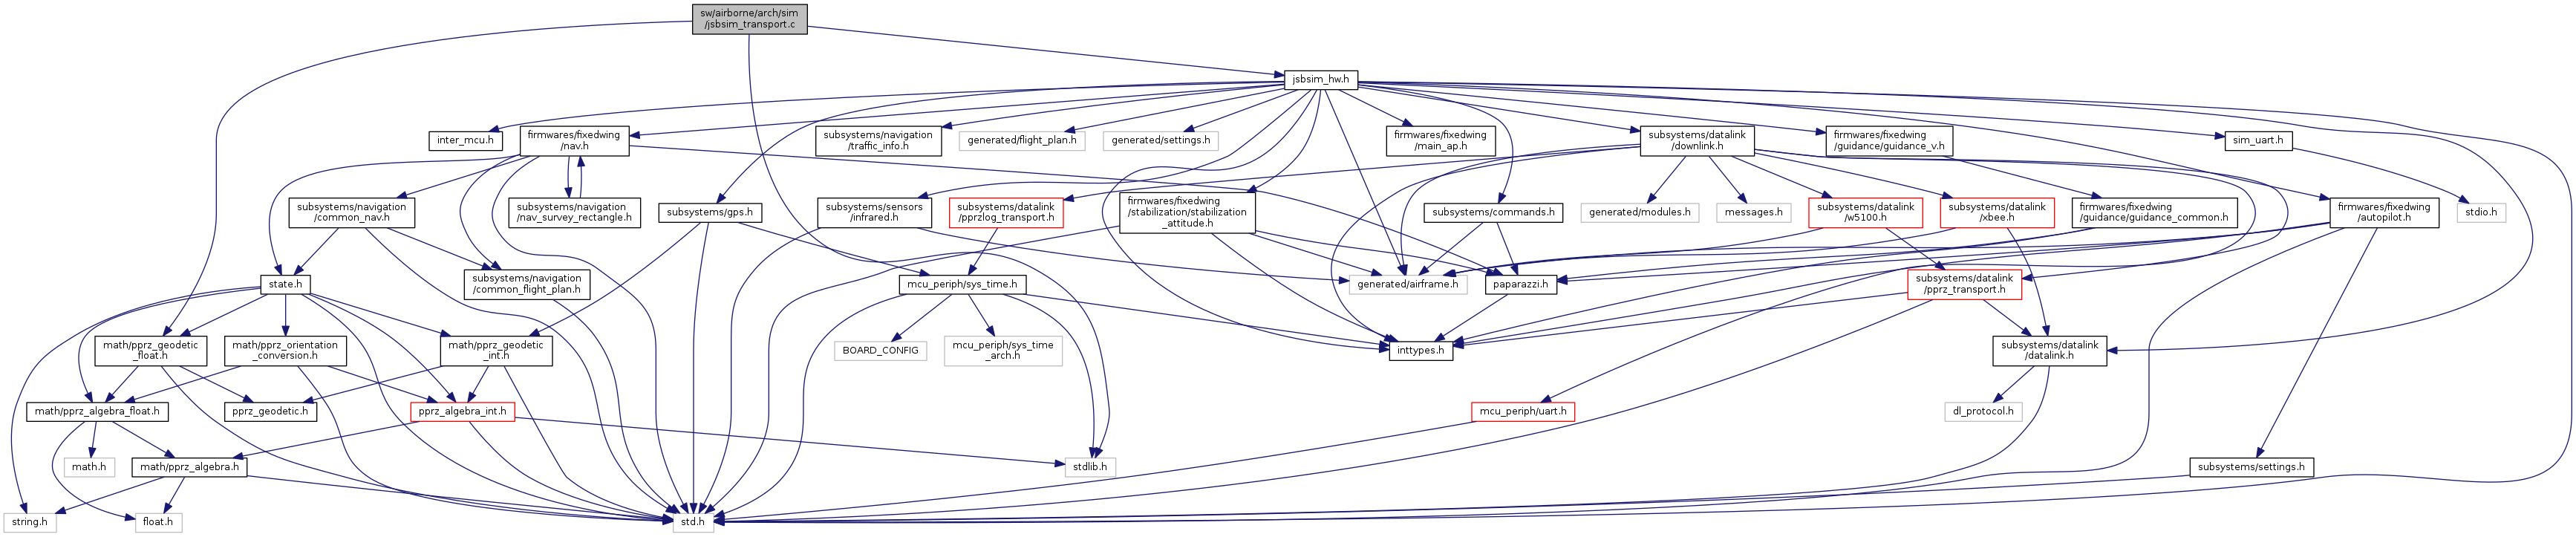 sw/airborne/arch/sim
/jsbsim_transport.c
jsbsim_hw.h
inter_mcu.h
firmwares/fixedwing
/nav.h
subsystems/navigation
/traffic_info.h
generated/flight_plan.h
generated/settings.h
firmwares/fixedwing
/main_ap.h
subsystems/datalink
/downlink.h
firmwares/fixedwing
/guidance/guidance_v.h
sim_uart.h
subsystems/navigation
/common_nav.h
subsystems/navigation
/nav_survey_rectangle.h
subsystems/gps.h
subsystems/sensors
/infrared.h
subsystems/datalink
/pprzlog_transport.h
firmwares/fixedwing
/stabilization/stabilization
_attitude.h
subsystems/commands.h
generated/modules.h
messages.h
subsystems/datalink
/w5100.h
subsystems/datalink
/xbee.h
firmwares/fixedwing
/guidance/guidance_common.h
firmwares/fixedwing
/autopilot.h
stdio.h
state.h
subsystems/navigation
/common_flight_plan.h
mcu_periph/sys_time.h
generated/airframe.h
paparazzi.h
subsystems/datalink
/pprz_transport.h
math/pprz_geodetic
_float.h
math/pprz_orientation
_conversion.h
math/pprz_geodetic
_int.h
BOARD_CONFIG
mcu_periph/sys_time
_arch.h
inttypes.h
subsystems/datalink
/datalink.h
math/pprz_algebra_float.h
pprz_geodetic.h
pprz_algebra_int.h
mcu_periph/uart.h
dl_protocol.h
math.h
math/pprz_algebra.h
stdlib.h
subsystems/settings.h
string.h
float.h
std.h